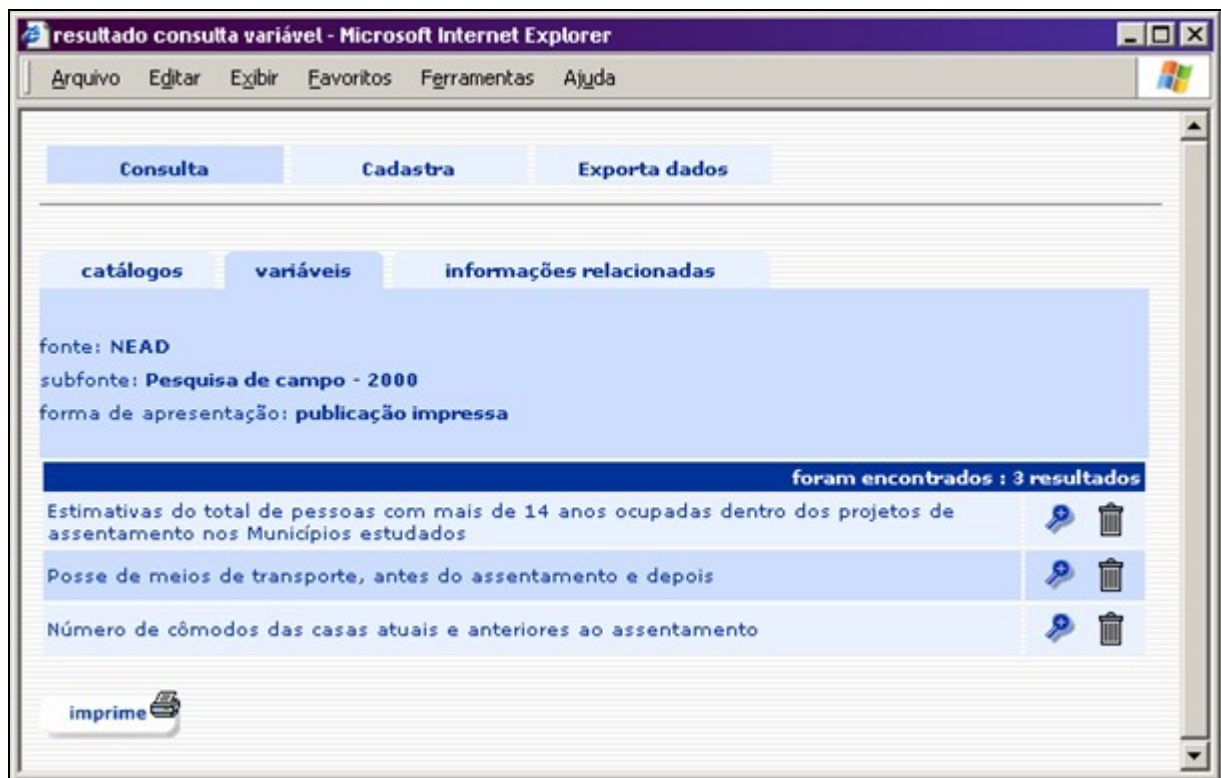 resultado consulta variável - Microsoft Internet Explorer
Arquivo Editar Exibir Favoritos Ferramentas Ajuda
Consulta Cadastra Exporta dados
catálogos variáveis informações relacionadas
fonte: NEAD
subfonte: Pesquisa de campo - 2000
forma de apresentação: publicação impressa
foram encontrados : 3 resultados
Estimativas do total de pessoas com mais de 14 anos ocupadas dentro dos projetos de
assentamento nos Municípios estudados
Posse de meios de transporte, antes do assentamento e depois
Número de cômodos das casas atuais e anteriores ao assentamento
imprime